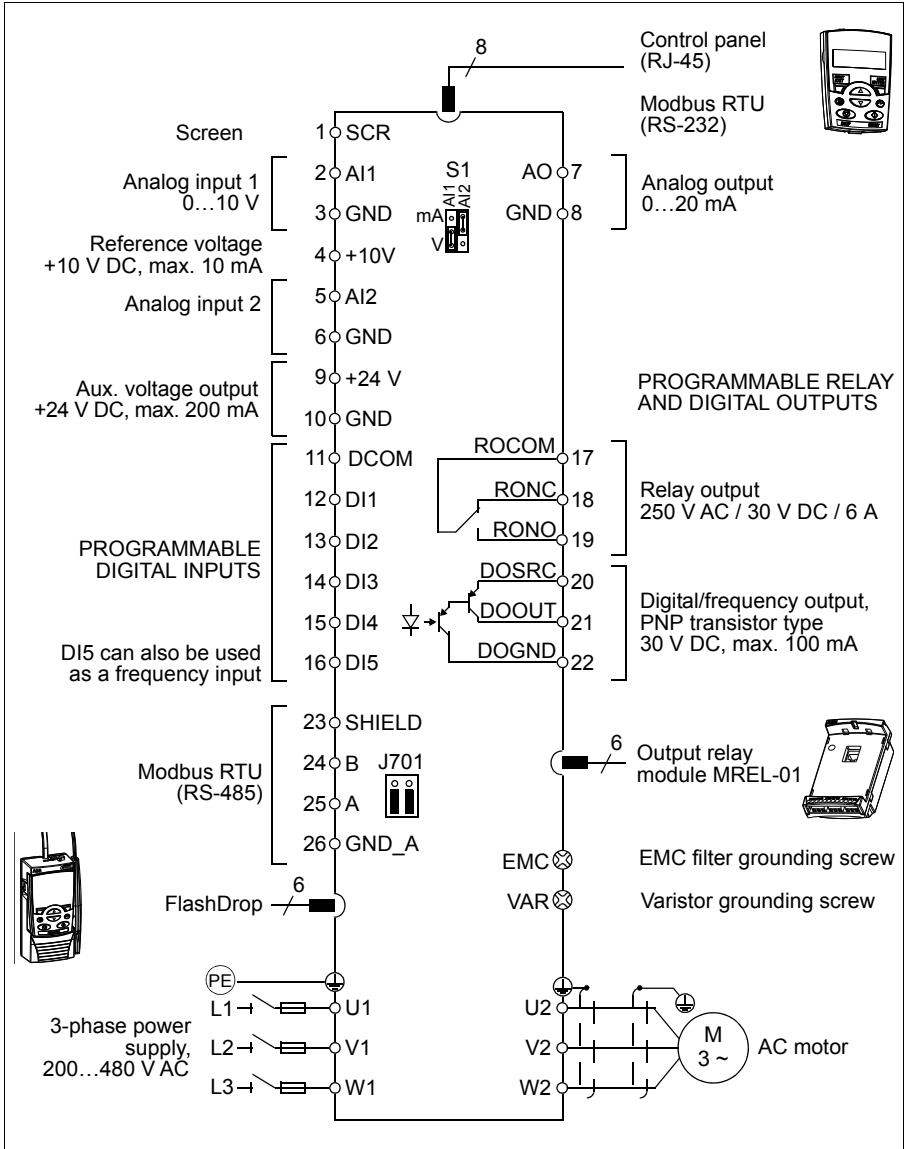 8
Control panel
(RJ-45)
Modbus RTU
(RS-232)
Screen
1 SCR
Analog input 1
0…10 V
2 AI1
3 GND
S1
AI1
AI2
mA
V
AO 7
GND 8
Analog output
0…20 mA
Reference voltage
+10 V DC, max. 10 mA
4 +10V
Analog input 2
5 AI2
6 GND
Aux. voltage output
+24 V DC, max. 200 mA
9 +24 V
10 GND
PROGRAMMABLE RELAY
AND DIGITAL OUTPUTS
PROGRAMMABLE
DIGITAL INPUTS
DI5 can also be used
as a frequency input
11 DCOM
12 DI1
13 DI2
14 DI3
15 DI4
16 DI5
ROCOM 17
RONC 18
RONO 19
Relay output
250 V AC / 30 V DC / 6 A
DOSRC 20
DOOUT 21
DOGND 22
Digital/frequency output,
PNP transistor type
30 V DC, max. 100 mA
Modbus RTU
(RS-485)
23 SHIELD
24 B
25 A
26 GND_A
J701
6
Output relay
module MREL-01
EMC
EMC filter grounding screw
VAR
Varistor grounding screw
FlashDrop
6
PE
3-phase power
supply,
200…480 V AC
L1 U1
L2 V1
L3 W1
U2
V2
W2
M
3 ~
AC motor